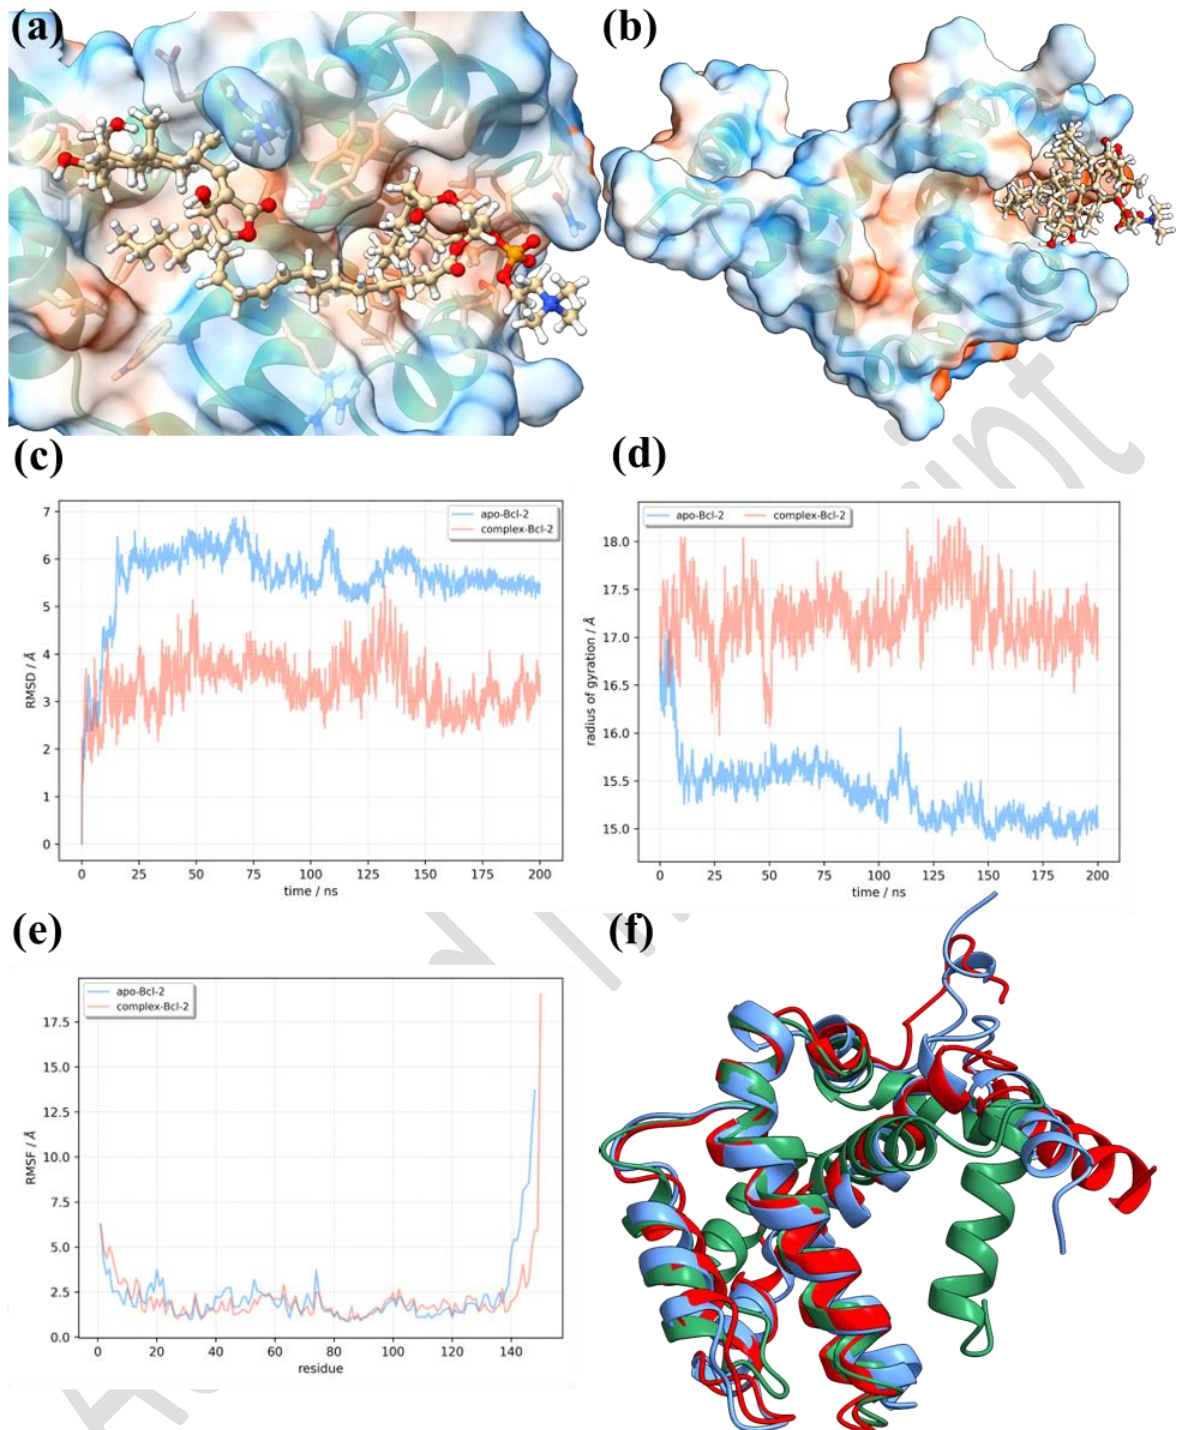 (a)
(b)
(c)
7
6
5
4
3
2
1
0
RMSD / Å
apo-Bcl-2
complex-Bcl-2
0 25 50 75 100 125 150 175 200
time / ns
(d)
18.0
17.5
17.0
16.5
16.0
15.5
15.0
radius of gyration / Å
apo-Bcl-2 complex-Bcl-2
0 25 50 75 100 125 150 175 200
time / ns
(e)
17.5
15.0
12.5
10.0
7.5
5.0
2.5
0.0
RMSF / Å
apo-Bcl-2
complex-Bcl-2
0 20 40 60 80 100 120 140
residue
(f)